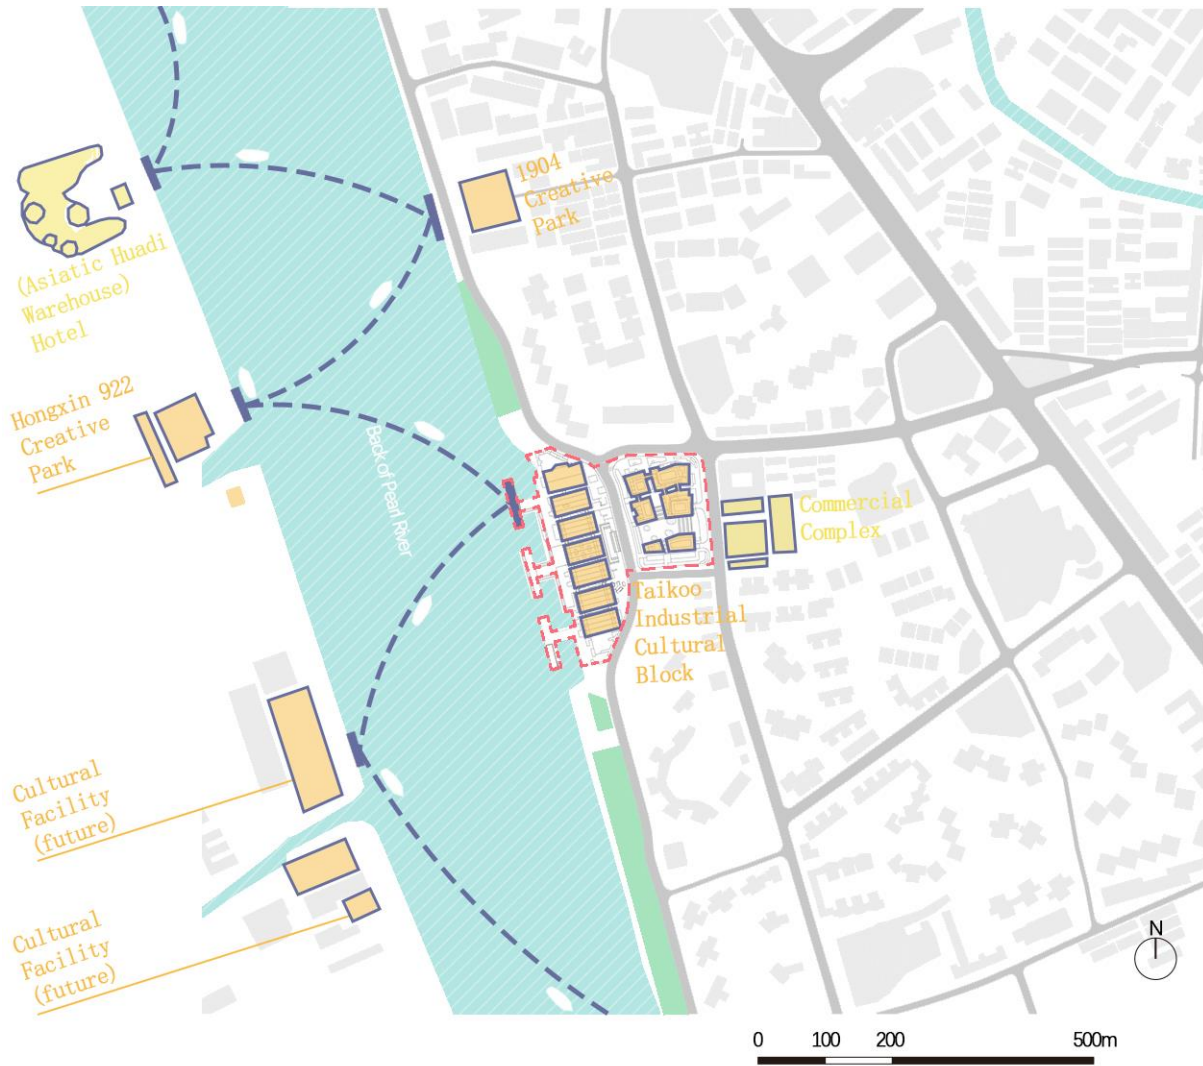 1904
Creative
Park
(Asiatic Huadi
Warehouse)
Hotel
Hongxin 922
Creative
Park
Back of Pearl River
Commercial
Complex
Taikoo
Industrial
Cultural
Block
Cultural
Facility
(future)
Cultural
Facility
(future)
N
0 100 200 500m